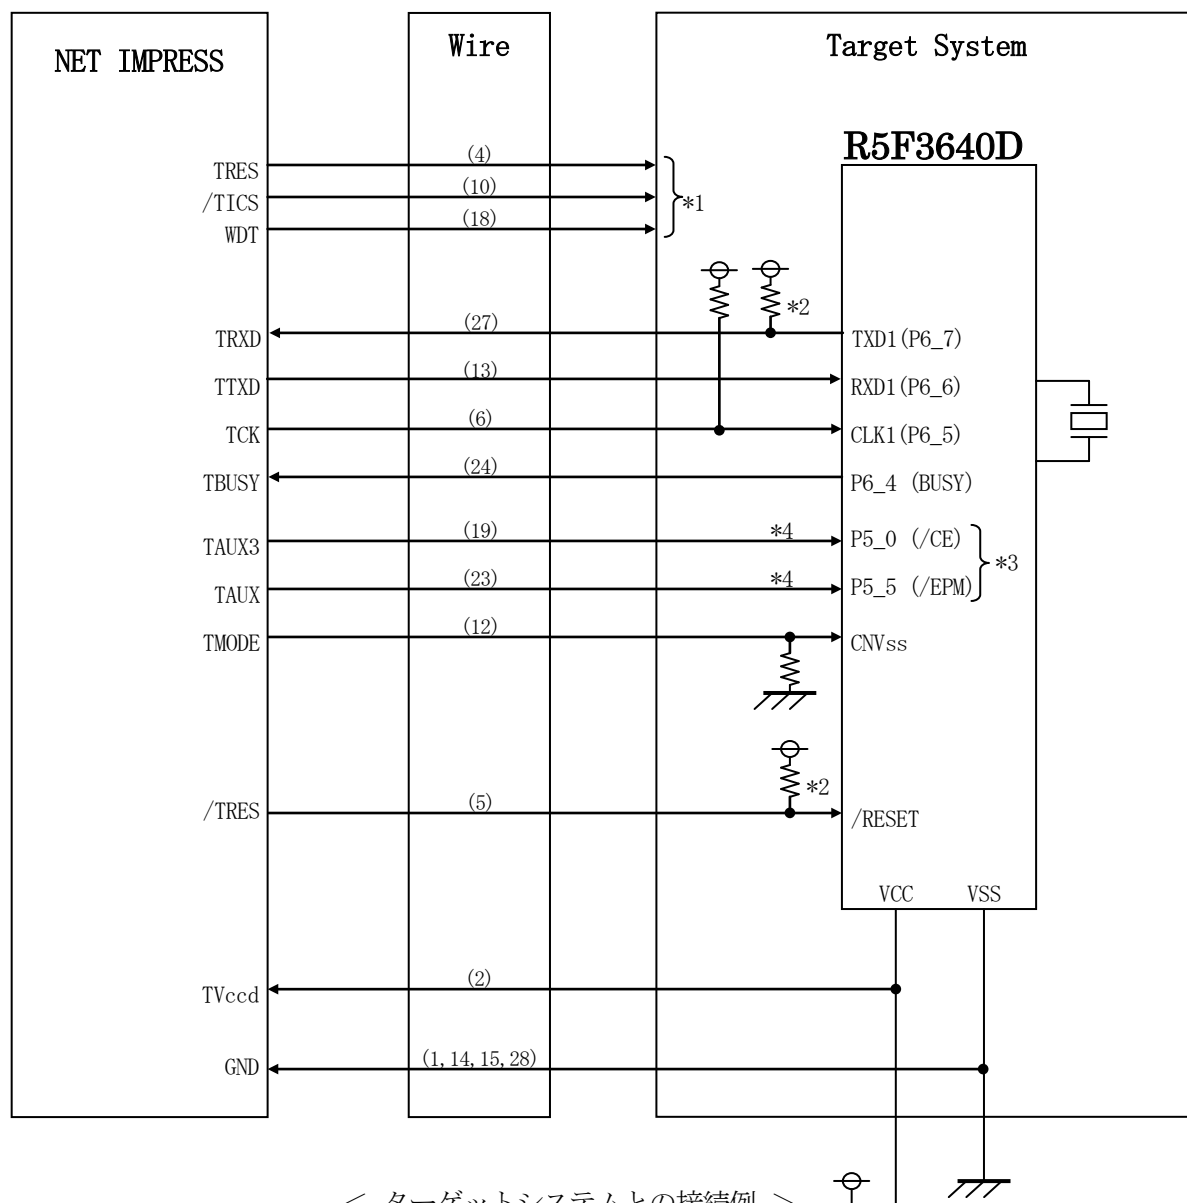 NET IMPRESS
Wire
Target System
R5F3640D
TRES (4)
/TICS (10) *1
WDT (18)
*2
TRXD (27) TXD1(P6_7)
TTXD (13) RXD1(P6_6)
TCK (6) CLK1(P6_5)
TBUSY (24) P6_4 (BUSY)
TAUX3 (19) *4 P5_0 (/CE)
*3
TAUX (23) *4 P5_5 (/EPM)
TMODE (12) CNVss
*2
/TRES (5) /RESET
VCC VSS
TVccd (2)
GND (1,14,15,28)
< ターゲットシステムとの接続例 >